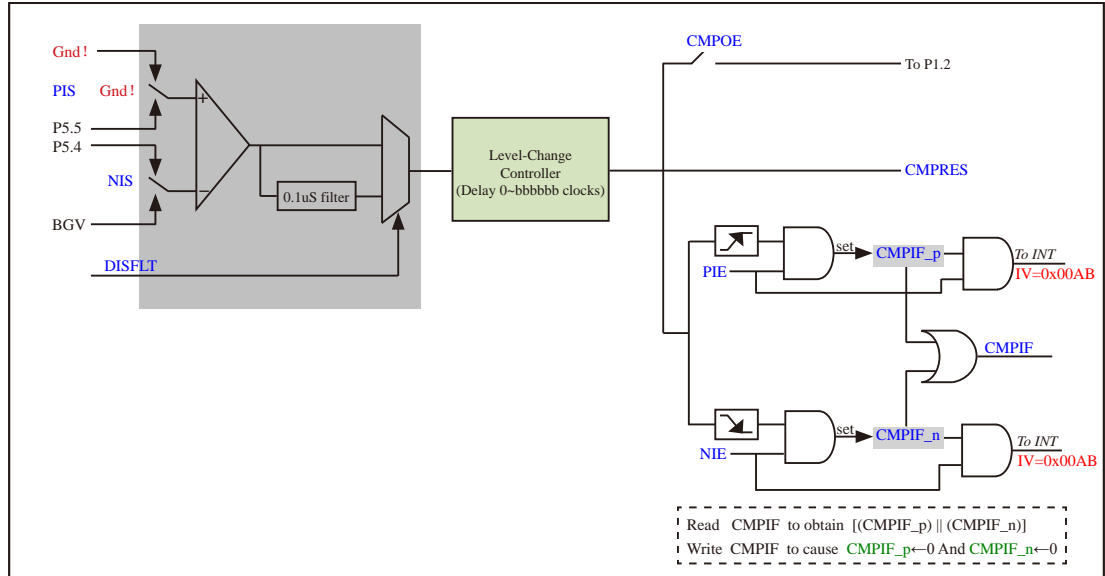 Gnd !
PIS Gnd !
P5.5
P5.4
NIS
BGV
DISFLT
+
−
0.1uS filter
Level-Change
Controller
(Delay 0~bbbbbb clocks)
CMPOE
To P1.2
CMPRES
PIE
set
CMPIF_p
To INT
IV=0x00AB
CMPIF
NIE
set
CMPIF_n
To INT
IV=0x00AB
Read CMPIF to obtain [(CMPIF_p) || (CMPIF_n)]
Write CMPIF to cause CMPIF_p←0 And CMPIF_n←0